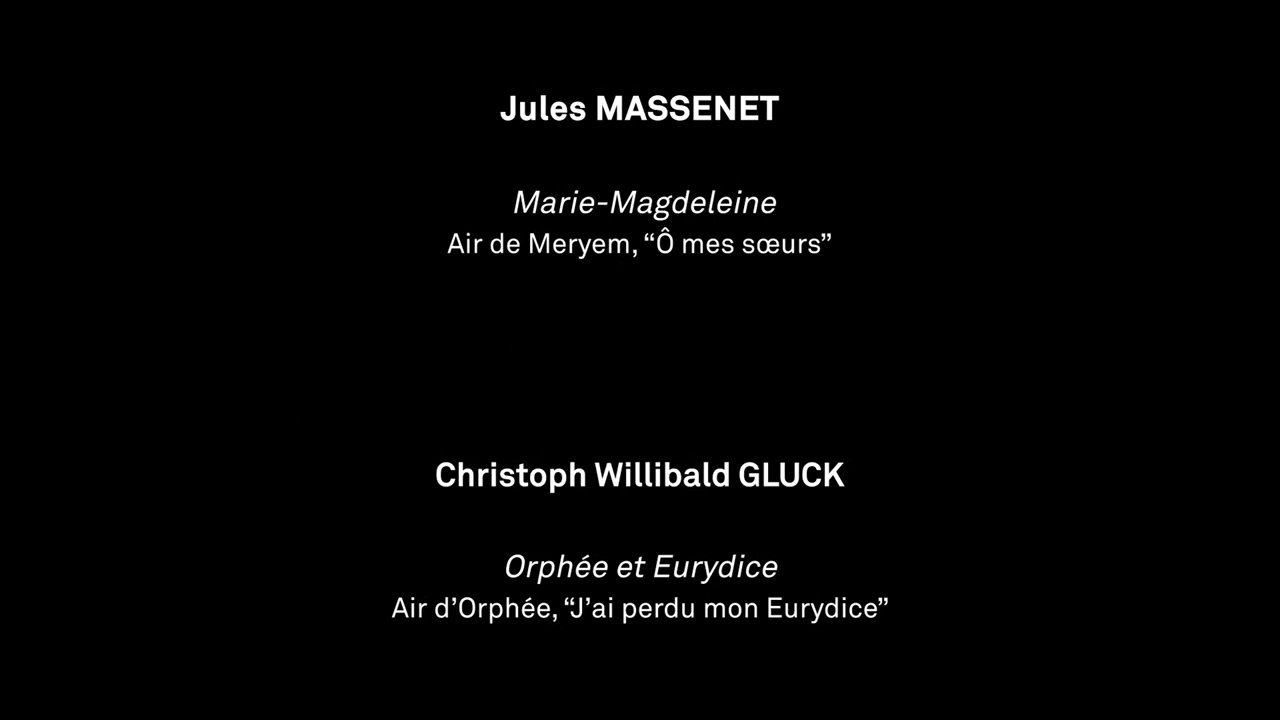 Jules MASSENET
Marie-Magdeleine
Air de Meryem, “Ô mes sœurs”
Christoph Willibald GLUCK
Orphée et Eurydice
Air d’Orphée, “J’ai perdu mon Eurydice”